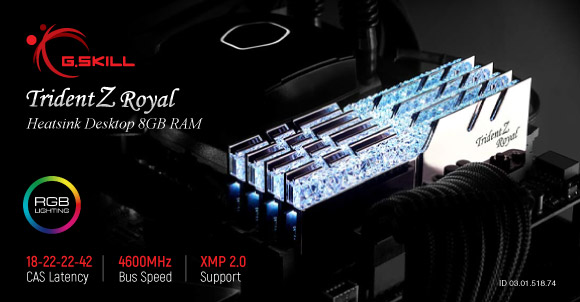 G.SKILL
Trident Z Royal
Heatsink Desktop 8GB RAM
Trident Z
Royal
RGB
LIGHTING
18-22-22-42
CAS Latency
4600MHz
Bus Speed
XMP 2.0
Support
ID 03.01.518.74